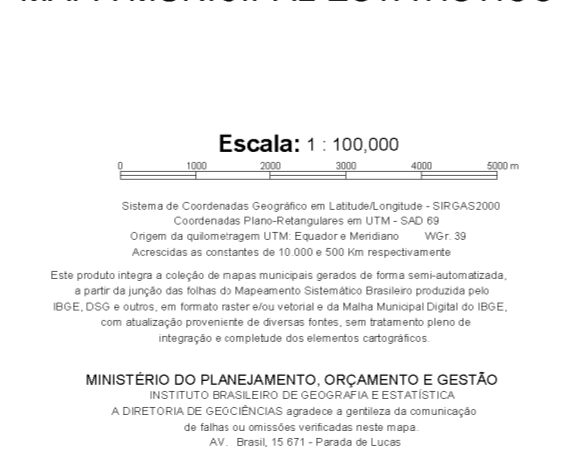 MAPA MUNICIPAL ESTATÍSTICO
Escala: 1 : 100,000
0 1000 2000 3000 4000 5000 m
Sistema de Coordenadas Geográfico em Latitude/Longitude - SIRGAS2000
Coordenadas Plano-Retangulares em UTM - SAD 69
Origem da quilometragem UTM: Equador e Meridiano WGr. 39
Acrescidas as constantes de 10.000 e 500 Km respectivamente
Este produto integra a coleção de mapas municipais gerados de forma semi-automatizada,
a partir da junção das folhas do Mapeamento Sistemático Brasileiro produzida pelo
IBGE, DSG e outros, em formato raster e/ou vetorial e da Malha Municipal Digital do IBGE,
com atualização proveniente de diversas fontes, sem tratamento pleno de
integração e completude dos elementos cartográficos.
MINISTÉRIO DO PLANEJAMENTO, ORÇAMENTO E GESTÃO
INSTITUTO BRASILEIRO DE GEOGRAFIA E ESTATÍSTICA
A DIRETORIA DE GEOCIÊNCIAS agradece a gentileza da comunicação
de falhas ou omissões verificadas neste mapa.
AV. Brasil, 15 671 - Parada de Lucas